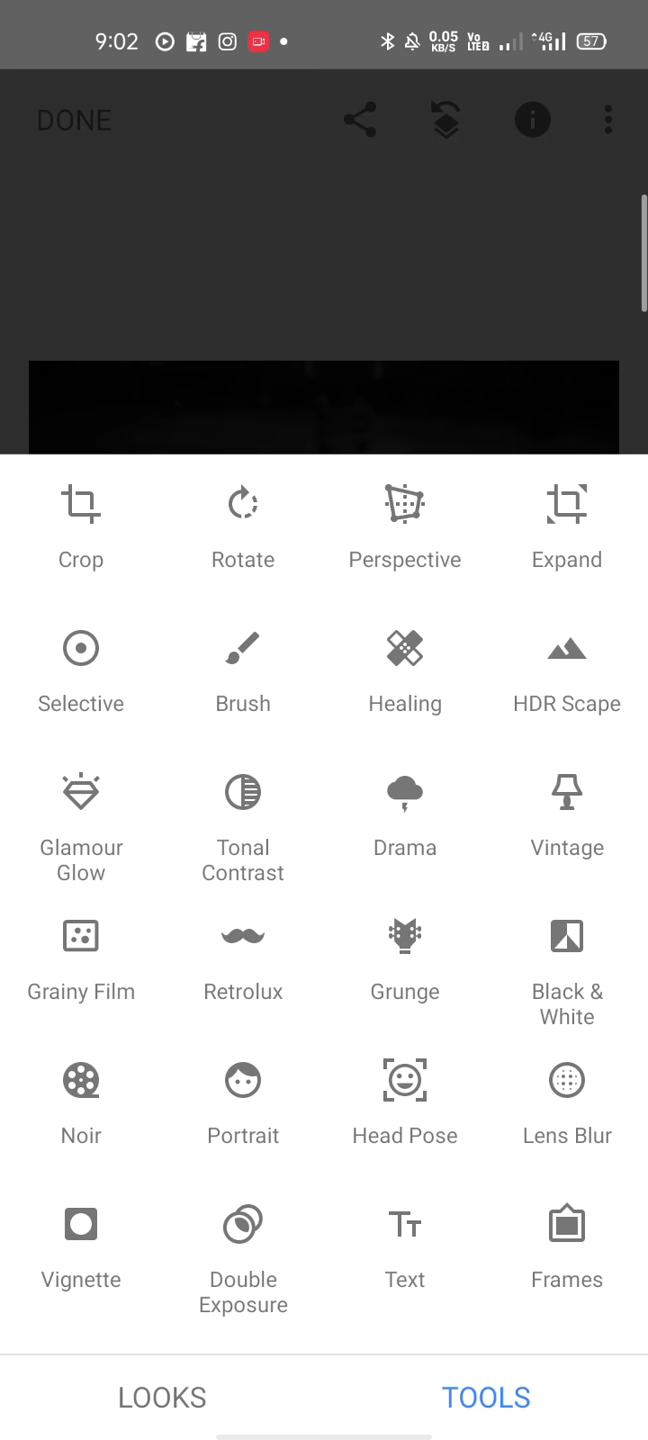 9:02 0.05 KB/S Vo LTE2 4G 57
DONE
Crop Rotate Perspective Expand
Selective Brush Healing HDR Scape
Glamour Glow Tonal Contrast Drama Vintage
Grainy Film Retrolux Grunge Black & White
Noir Portrait Head Pose Lens Blur
Vignette Double Exposure Text Frames
LOOKS TOOLS